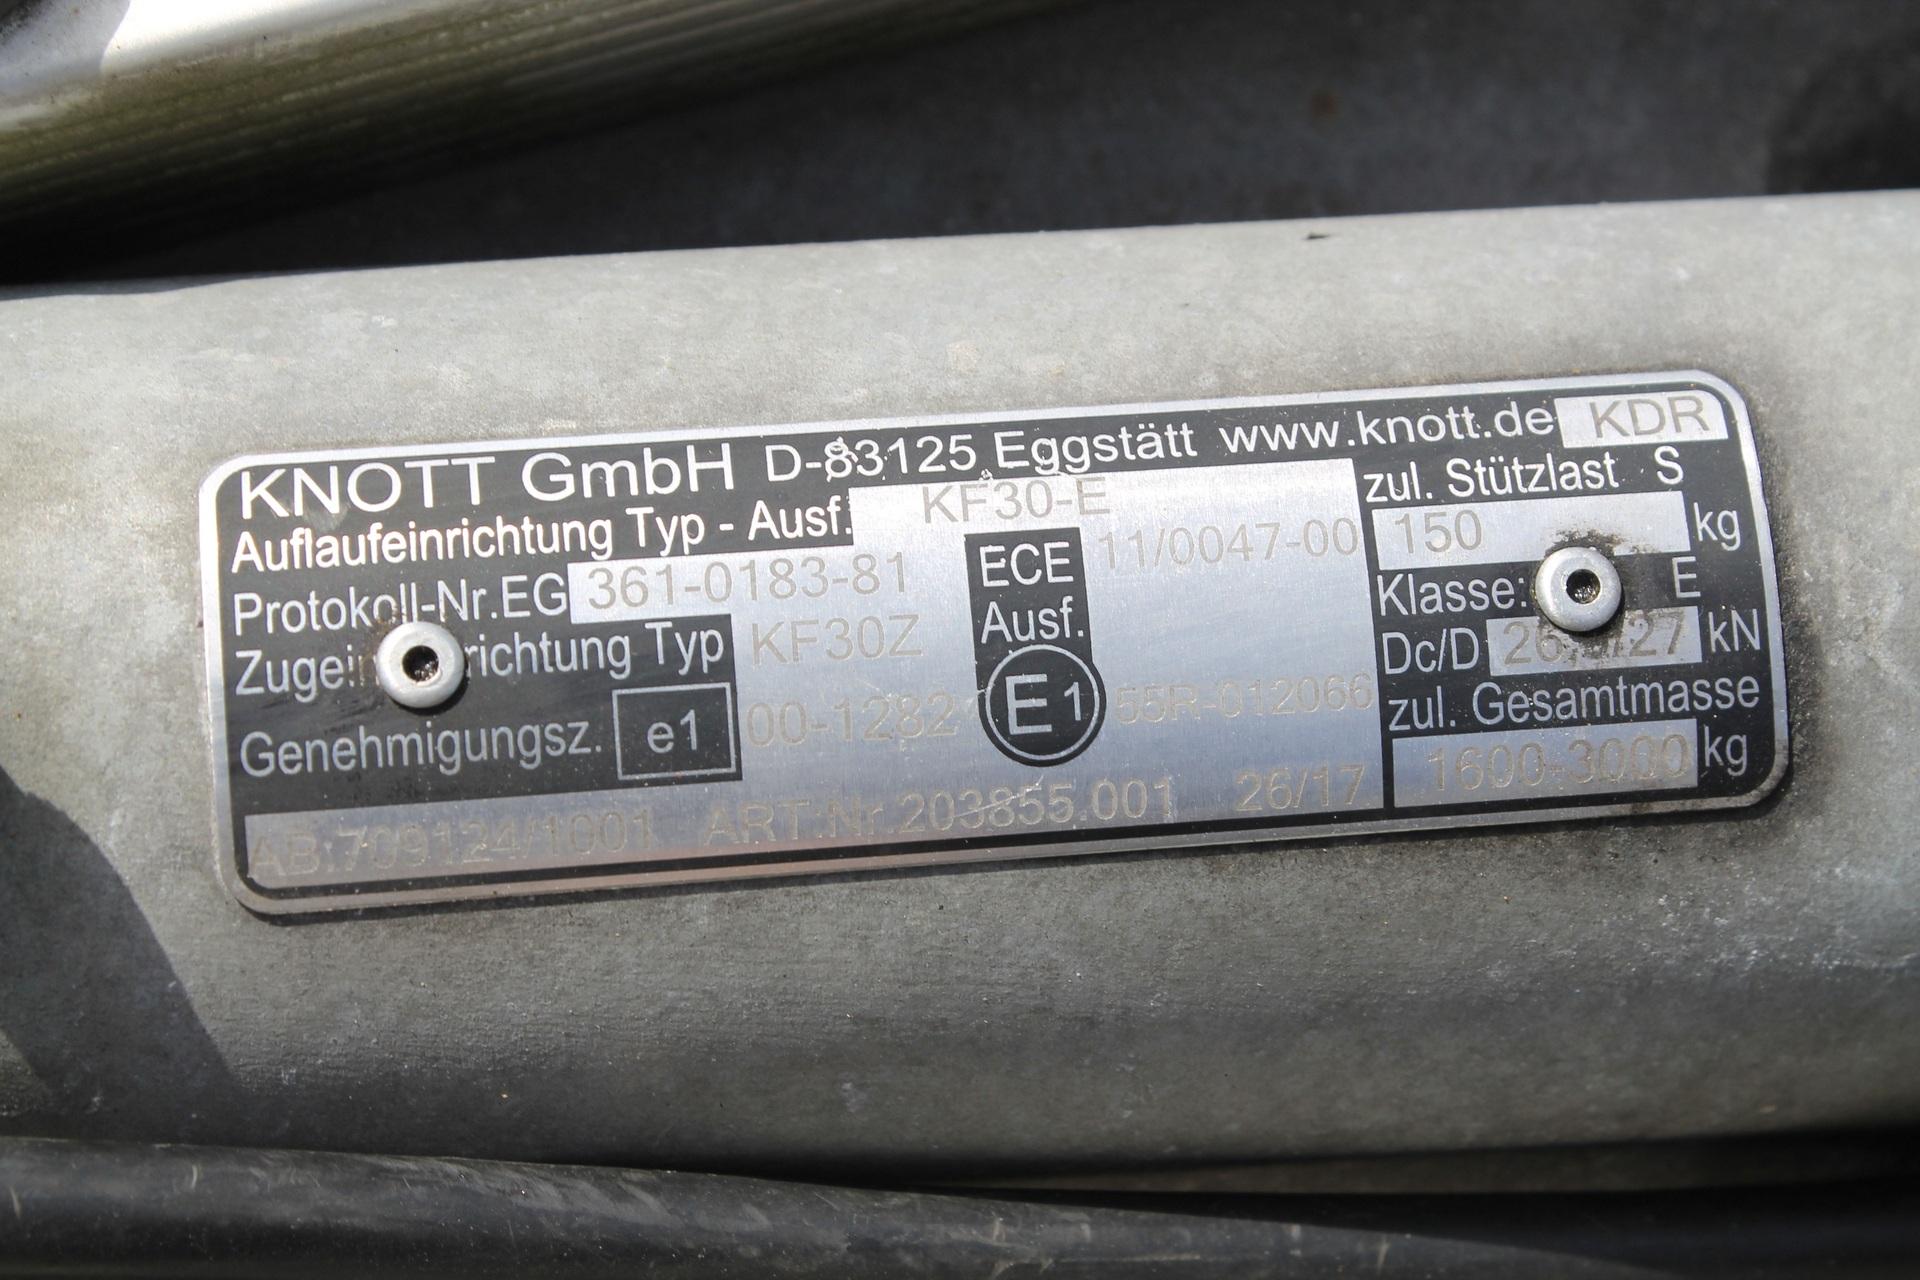 KNOTT GmbH D-83125 Eggstätt www.knott.de KDR
Auflaufeinrichtung Typ - Ausf. KF30-E
Protokoll-Nr.EG 361-0183-81 ECE Ausf. 11/0047-00
Typ KF30Z
Genehmigungsz. e1 E1 55R-012066
AB:709124/1001 ART:Nr.203855.001 26/17
zul. Stützlast S
150 kg
Klasse: E
Dc/D kN
zul. Gesamtmasse
1600-3000 kg